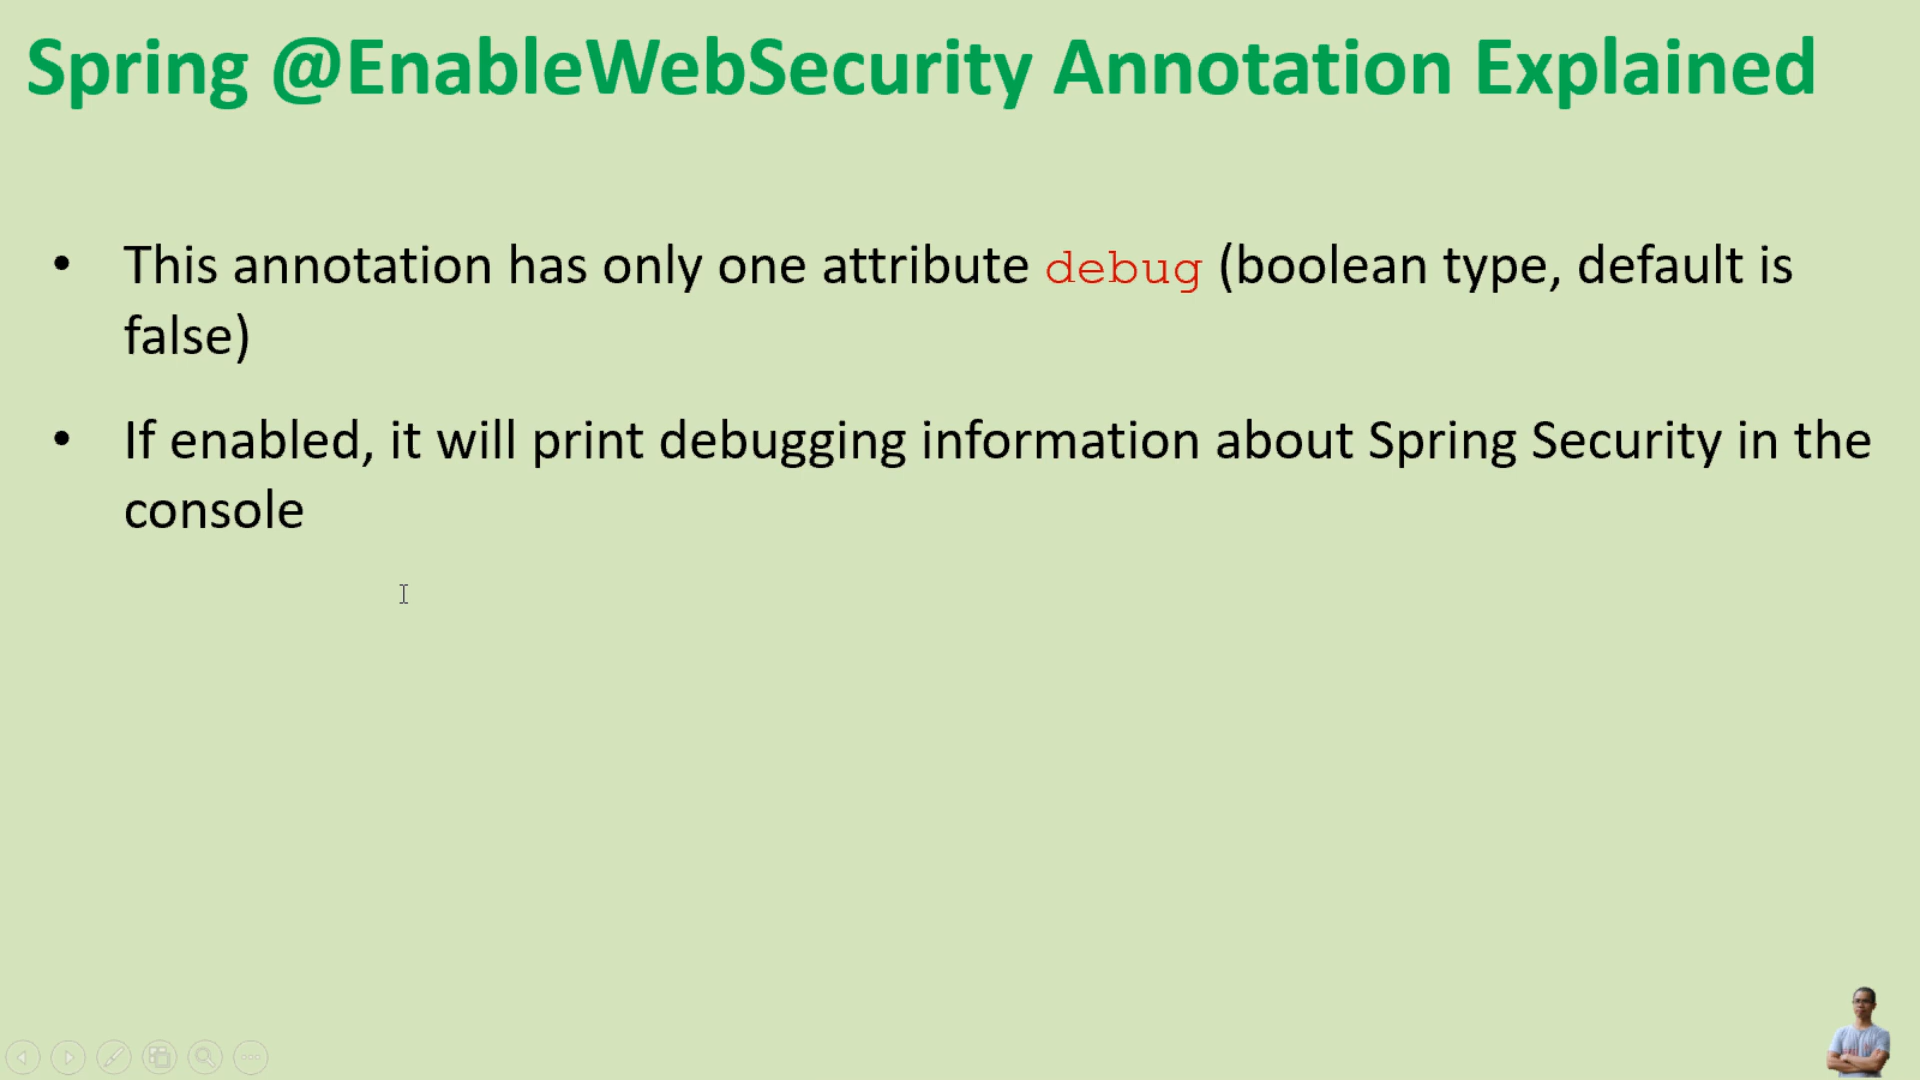 Spring @EnableWebSecurity Annotation Explained
• This annotation has only one attribute debug (boolean type, default is
false)
• If enabled, it will print debugging information about Spring Security in the
console